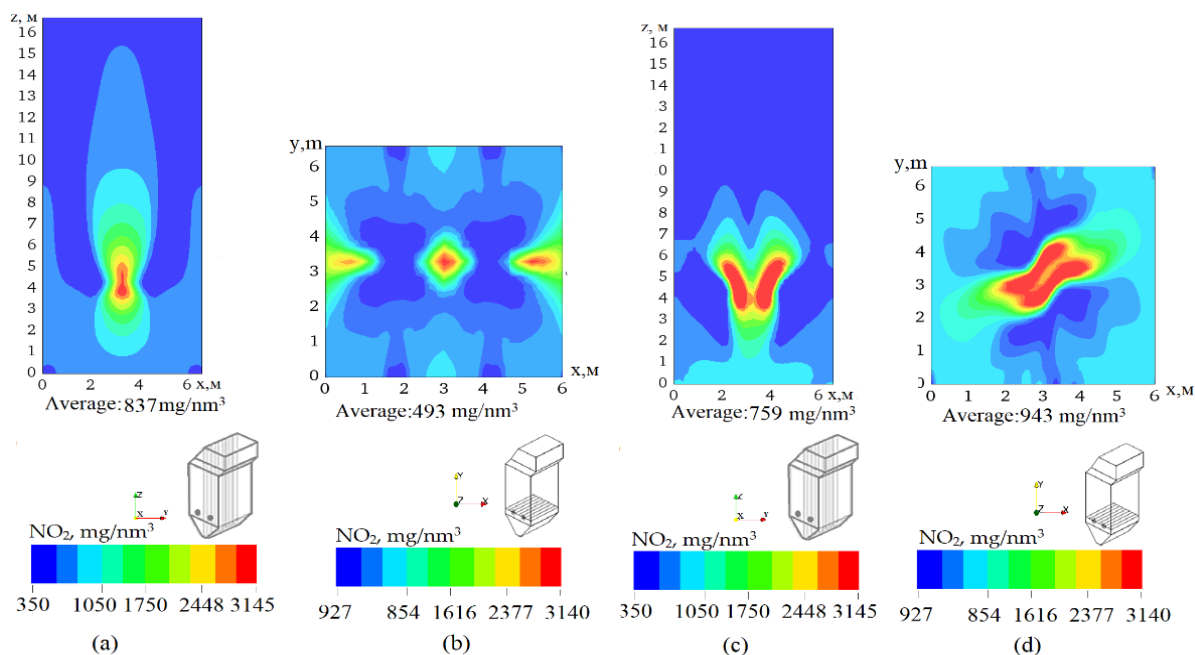 z, м
16
15
14
13
12
11
10
9
8
7
6
5
4
3
2
1
0
0 2 4 6 x,м
Average:837mg/nm³
Z
X Y
NO₂, mg/nm³
350 1050 1750 2448 3145
(a)
y,m
6
5
4
3
2
1
0
0 1 2 3 4 5 6
x,м
Average:493 mg/nm³
Y
Z X
NO₂, mg/nm³
927 854 1616 2377 3140
(b)
z, м
16
15
14
13
12
11
0
9
8
7
6
5
4
3
2
1
0
0 2 4 6 x,м
Average:759 mg/nm³
X Y
NO₂, mg/nm³
350 1050 1750 2448 3145
(c)
y,m
6
5
4
3
2
1
0
0 1 2 3 4 5 6
x,м
Average:943 mg/nm³
Y
Z X
NO₂, mg/nm³
927 854 1616 2377 3140
(d)